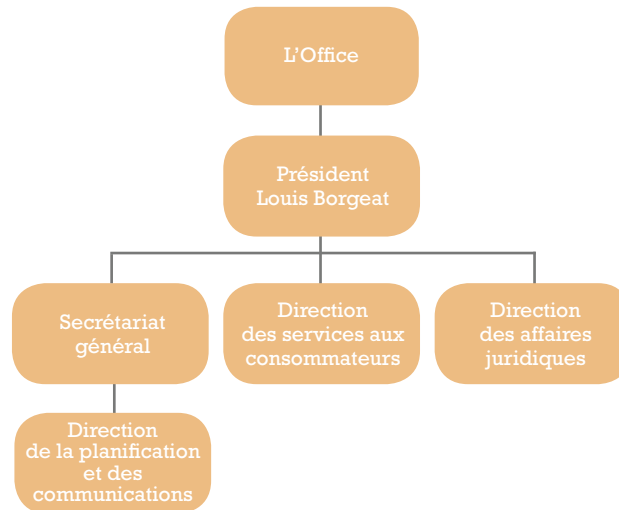 L'Office
Président
Louis Borgeat
Secrétariat
général
Direction
des services aux
consommateurs
Direction
des affaires
juridiques
Direction
de la planification
et des
communications